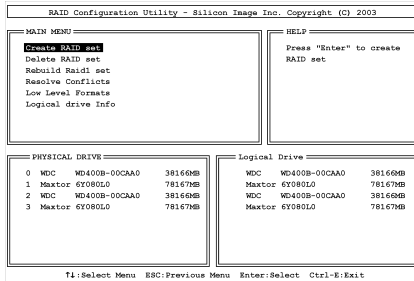 RAID Configuration Utility - Silicon Image Inc. Copyright (C) 2003
MAIN MENU
Create RAID set
Delete RAID set
Rebuild Raid1 set
Resolve Conflicts
Low Level Formats
Logical drive Info
HELP
Press "Enter" to create
RAID set
PHYSICAL DRIVE
0 WDC WD400B-00CAA0 38166MB
1 Maxtor 6Y080L0 78167MB
2 WDC WD400B-00CAA0 38166MB
3 Maxtor 6Y080L0 78167MB
Logical Drive
WDC WD400B-00CAA0 38166MB
Maxtor 6Y080L0 78167MB
WDC WD400B-00CAA0 38166MB
Maxtor 6Y080L0 78167MB
↑↓:Select Menu ESC:Previous Menu Enter:Select Ctrl-E:Exit